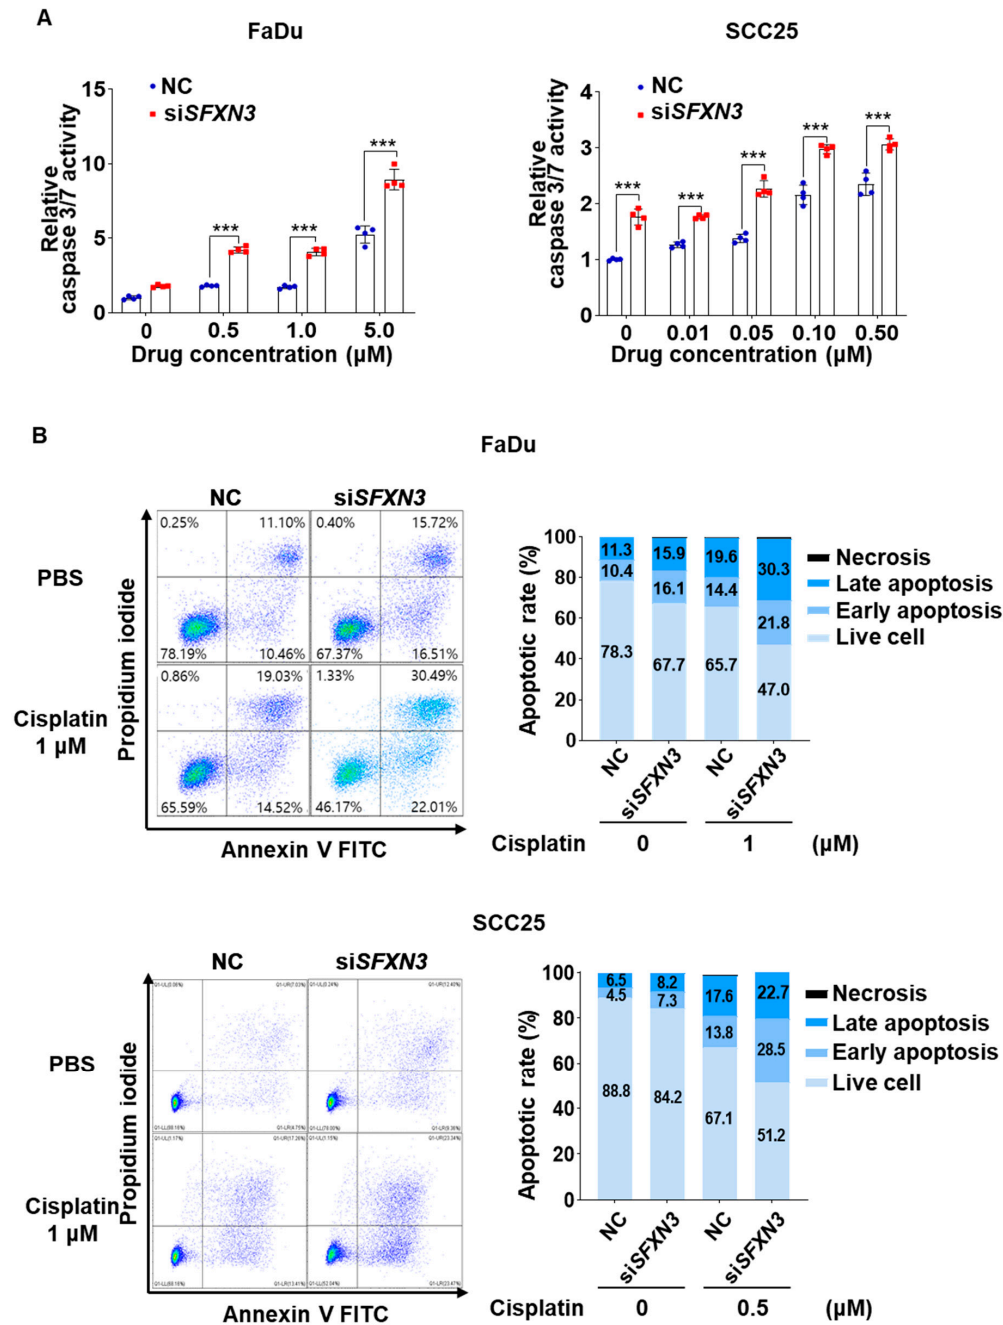 A
FaDu
SCC25
NC
siSFXN3
Relative
caspase 3/7 activity
15
10
5
0
***
***
***
0 0.5 1.0 5.0
Drug concentration (µM)
NC
siSFXN3
Relative
caspase 3/7 activity
4
3
2
1
0
***
***
***
***
***
0 0.01 0.05 0.10 0.50
Drug concentration (µM)
B
FaDu
NC siSFXN3
PBS
Cisplatin
1 µM
Propidium iodide
0.25% 11.10% 0.40% 15.72%
78.19% 10.46% 67.37% 16.51%
0.86% 19.03% 1.33% 30.49%
65.59% 14.52% 46.17% 22.01%
Annexin V FITC
Apoptotic rate (%)
100
80
60
40
20
0
11.3 15.9 19.6 30.3
10.4 16.1 14.4 21.8
78.3 67.7 65.7 47.0
Necrosis
Late apoptosis
Early apoptosis
Live cell
NC siSFXN3 NC siSFXN3
Cisplatin 0 1 (µM)
SCC25
NC siSFXN3
PBS
Cisplatin
1 µM
Propidium iodide
Annexin V FITC
Apoptotic rate (%)
100
80
60
40
20
0
6.5 8.2 17.6 22.7
4.5 7.3 13.8 28.5
88.8 84.2 67.1 51.2
Necrosis
Late apoptosis
Early apoptosis
Live cell
NC siSFXN3 NC siSFXN3
Cisplatin 0 0.5 (µM)